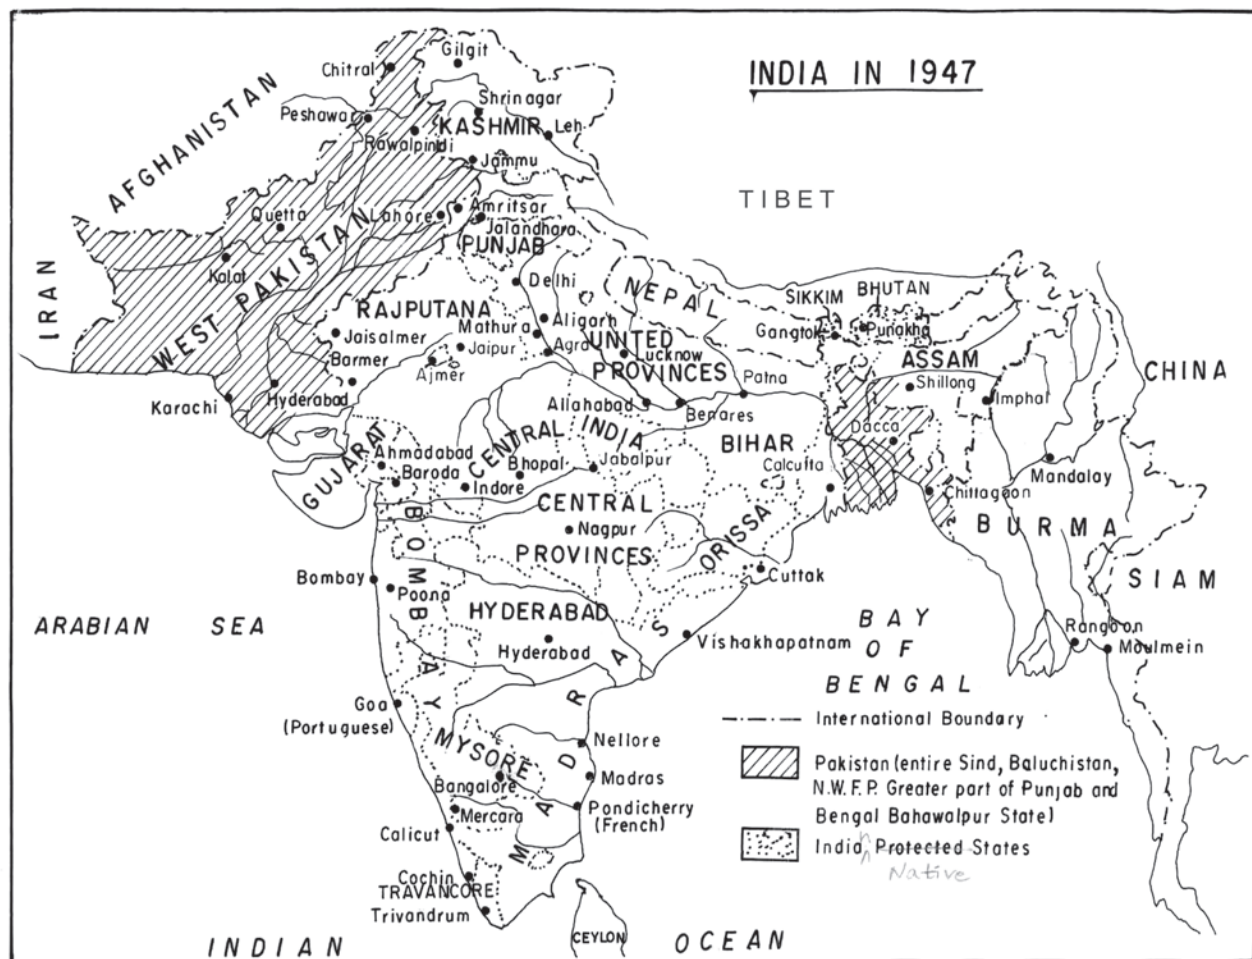 INDIA IN 1947
Gilgit
Chitral
Shrinagar
Peshawar
KASHMIR
Leh
Rawalpindi
Jammu
AFGHANISTAN
TIBET
Quetta
Lahore
Amritsar
Jalandhara
PUNJAB
Kalat
WEST PAKISTAN
IRAN
Delhi
NEPAL
SIKKIM
BHUTAN
RAJPUTANA
Jaisalmer
Mathura
Aligarh
UNITED
Gangtok
Punakha
Barmer
Jaipur
Agra
Lucknow
ASSAM
Ajmer
PROVINCES
Patna
Shillong
CHINA
Karachi
Hyderabad
Allahabad
Benares
Imphal
GUJARAT
CENTRAL INDIA
BIHAR
Dacca
Ahmadabad
Baroda
Bhopal
Jabalpur
Calcutta
Mandalay
Indore
CENTRAL
Chittagoon
BOMBAY
Nagpur
BURMA
PROVINCES
ORISSA
Bombay
Poona
Cuttak
SIAM
HYDERABAD
Hyderabad
ARABIAN SEA
Vishakhapatnam
BAY
OF
BENGAL
Rangoon
Moulmein
Goa
(Portuguese)
MADRAS
MYSORE
Nellore
Bangalore
Madras
Mercara
Pondicherry
(French)
Calicut
Cochin
TRAVANCORE
Trivandrum
CEYLON
INDIAN OCEAN
International Boundary
Pakistan (entire Sind, Baluchistan,
N.W.F.P. Greater part of Punjab and
Bengal Bahawalpur State)
Indian Protected States
Native